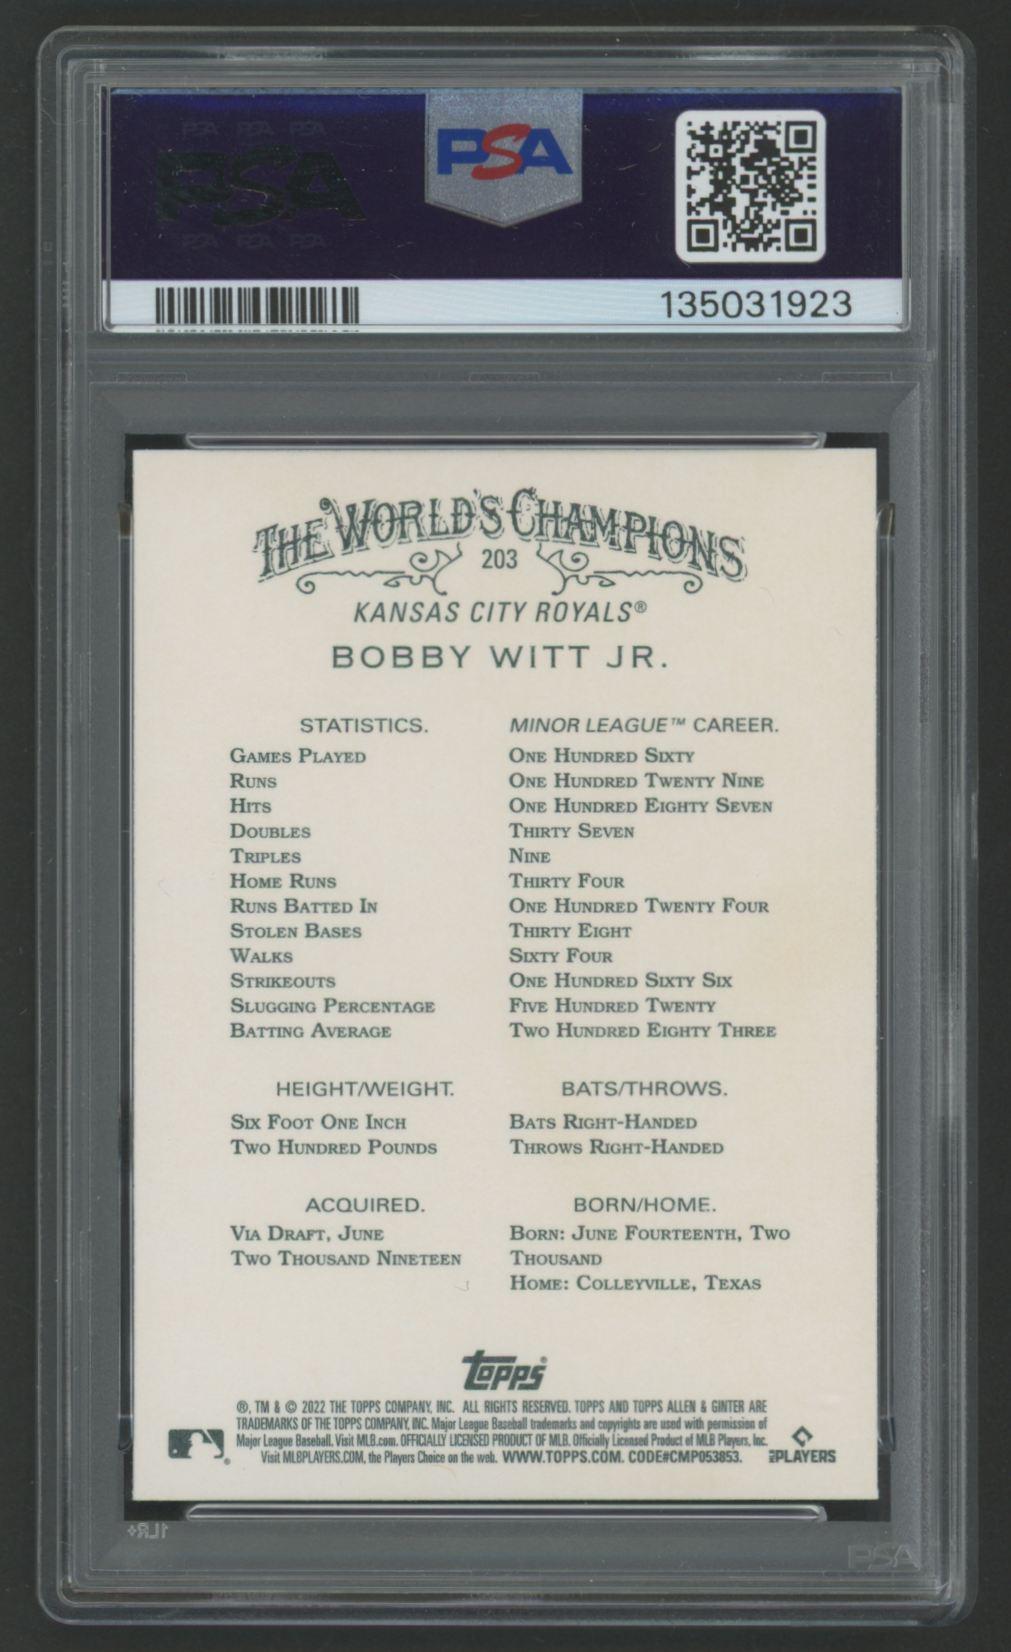 PSA PSA PSA
PSA
PSA PSA PSA
PSA
135031923
THE WORLD'S CHAMPIONS
203
KANSAS CITY ROYALS®
BOBBY WITT JR.
STATISTICS. MINOR LEAGUE™ CAREER.
GAMES PLAYED ONE HUNDRED SIXTY
RUNS ONE HUNDRED TWENTY NINE
HITS ONE HUNDRED EIGHTY SEVEN
DOUBLES THIRTY SEVEN
TRIPLES NINE
HOME RUNS THIRTY FOUR
RUNS BATTED IN ONE HUNDRED TWENTY FOUR
STOLEN BASES THIRTY EIGHT
WALKS SIXTY FOUR
STRIKEOUTS ONE HUNDRED SIXTY SIX
SLUGGING PERCENTAGE FIVE HUNDRED TWENTY
BATTING AVERAGE TWO HUNDRED EIGHTY THREE
HEIGHT/WEIGHT. BATS/THROWS.
SIX FOOT ONE INCH BATS RIGHT-HANDED
TWO HUNDRED POUNDS THROWS RIGHT-HANDED
ACQUIRED. BORN/HOME.
VIA DRAFT, JUNE BORN: JUNE FOURTEENTH, TWO
TWO THOUSAND NINETEEN THOUSAND
HOME: COLLEYVILLE, TEXAS
topps®
®, TM & © 2022 THE TOPPS COMPANY, INC. ALL RIGHTS RESERVED. TOPPS AND TOPPS ALLEN & GINTER ARE
TRADEMARKS OF THE TOPPS COMPANY, INC. Major League Baseball trademarks and copyrights are used with permission of
Major League Baseball. Visit MLB.com. OFFICIALLY LICENSED PRODUCT OF MLB. Officially Licensed Product of MLB Players, Inc.
Visit MLBPLAYERS.COM, the Players Choice on the web. WWW.TOPPS.COM. CODE#CMP053853.
MLB PLAYERS
1LR+
PSA